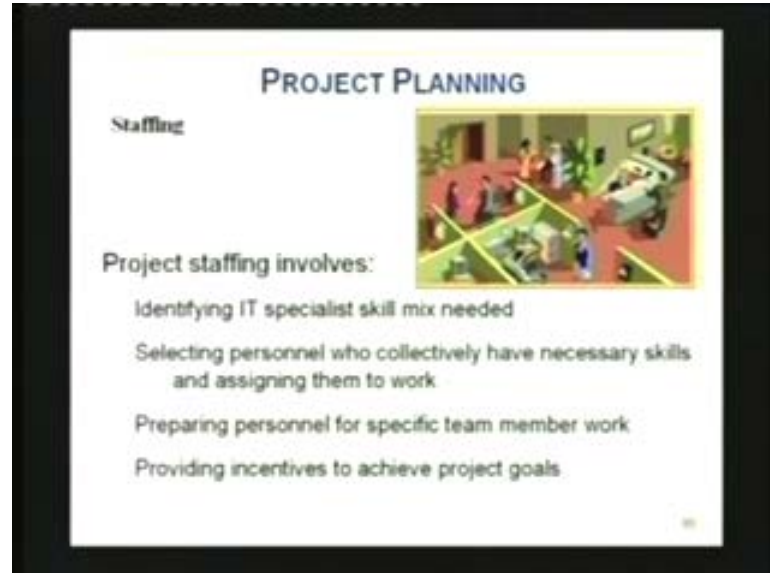 PROJECT PLANNING
Staffing
Project staffing involves:
Identifying IT specialist skill mix needed
Selecting personnel who collectively have necessary skills
and assigning them to work
Preparing personnel for specific team member work
Providing incentives to achieve project goals